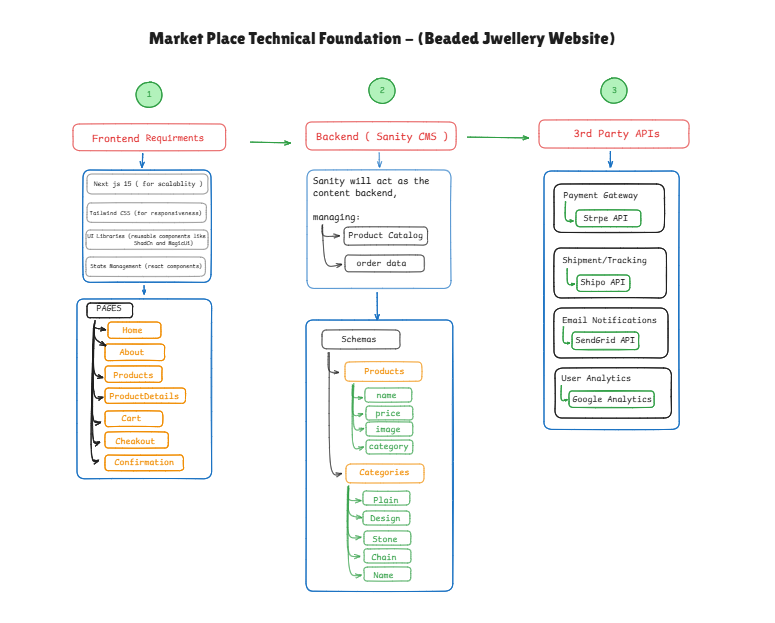 Market Place Technical Foundation - (Beaded Jwellery Website)
1
2
3
Frontend Requirments
Backend ( Sanity CMS )
3rd Party APIs
Next js 15 ( for scalablity )
Tailwind CSS (for responsiveness)
UI Libraries (reusable components like
ShadCn and MagicUi)
State Management (react components)
PAGES
Home
About
Products
ProductDetails
Cart
Cheakout
Confirmation
Sanity will act as the
content backend,
managing:
Product Catalog
order data
Schemas
Products
name
price
image
category
Categories
Plain
Design
Stone
Chain
Name
Payment Gateway
Strpe API
Shipment/Tracking
Shipo API
Email Notifications
SendGrid API
User Analytics
Google Analytics